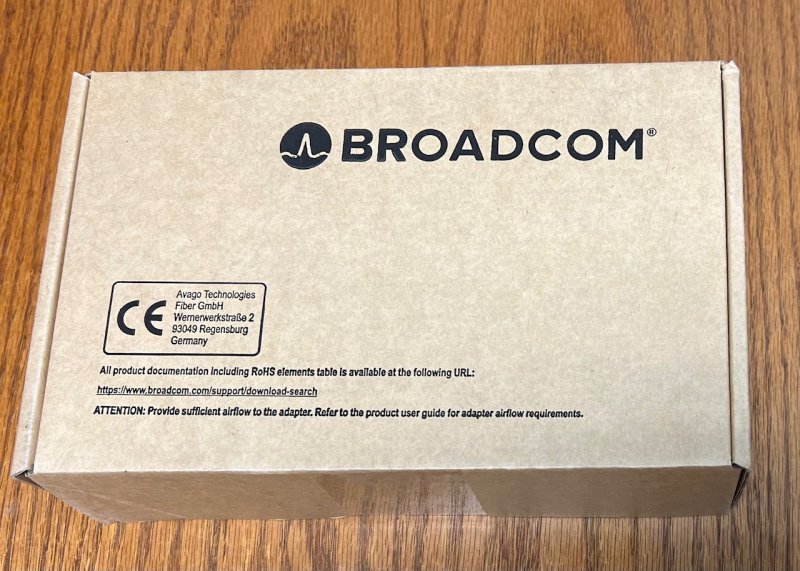 BROADCOM®
CE
Avago Technologies
Fiber GmbH
Wernerwerkstraße 2
93049 Regensburg
Germany
All product documentation including RoHS elements table is available at the following URL:
https://www.broadcom.com/support/download-search
ATTENTION: Provide sufficient airflow to the adapter. Refer to the product user guide for adapter airflow requirements.